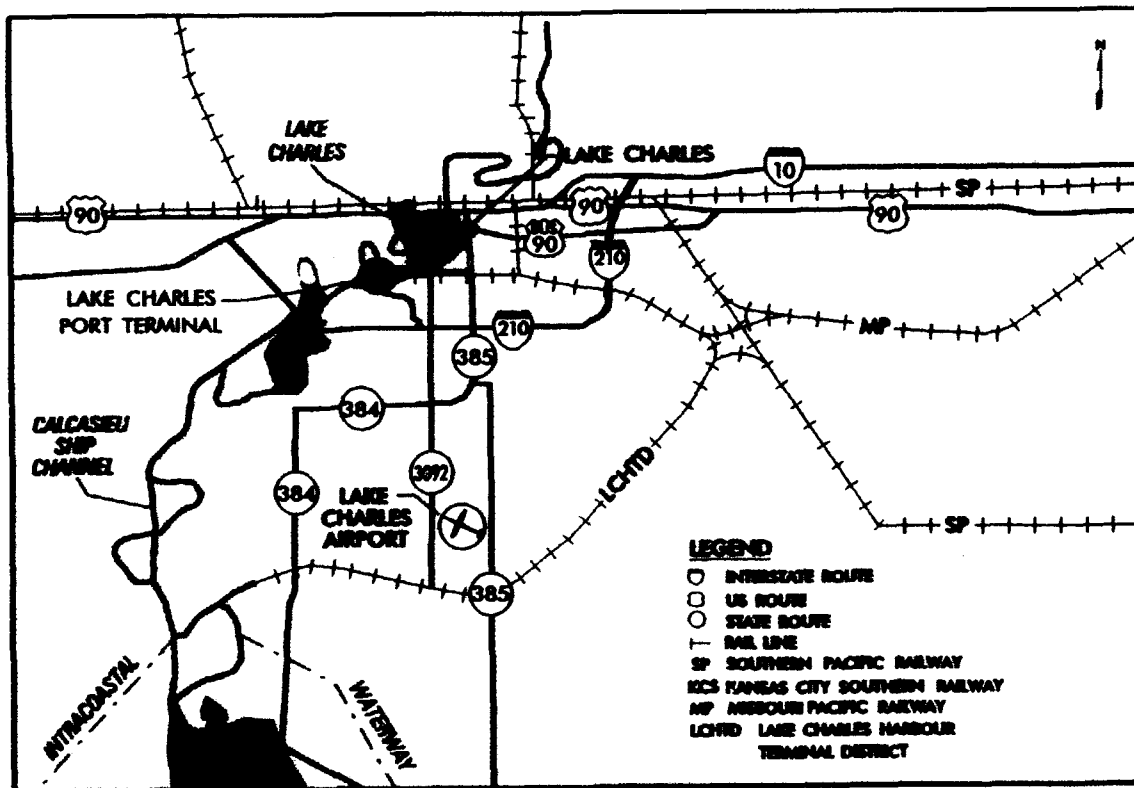 N
LAKE
CHARLES
LAKE CHARLES
10
SP
90
90
90
BUS
90
210
LAKE CHARLES
PORT TERMINAL
210
MP
385
384
CALCASIEU
SHIP
CHANNEL
3092
384
LCHTD
LAKE
CHARLES
AIRPORT
SP
385
LEGEND
INTERSTATE ROUTE
US ROUTE
STATE ROUTE
RAIL LINE
SP SOUTHERN PACIFIC RAILWAY
KCS KANSAS CITY SOUTHERN RAILWAY
MP MISSOURI PACIFIC RAILWAY
LCHTD LAKE CHARLES HARBOUR
TERMINAL DISTRICT
INTRACOASTAL
WATERWAY